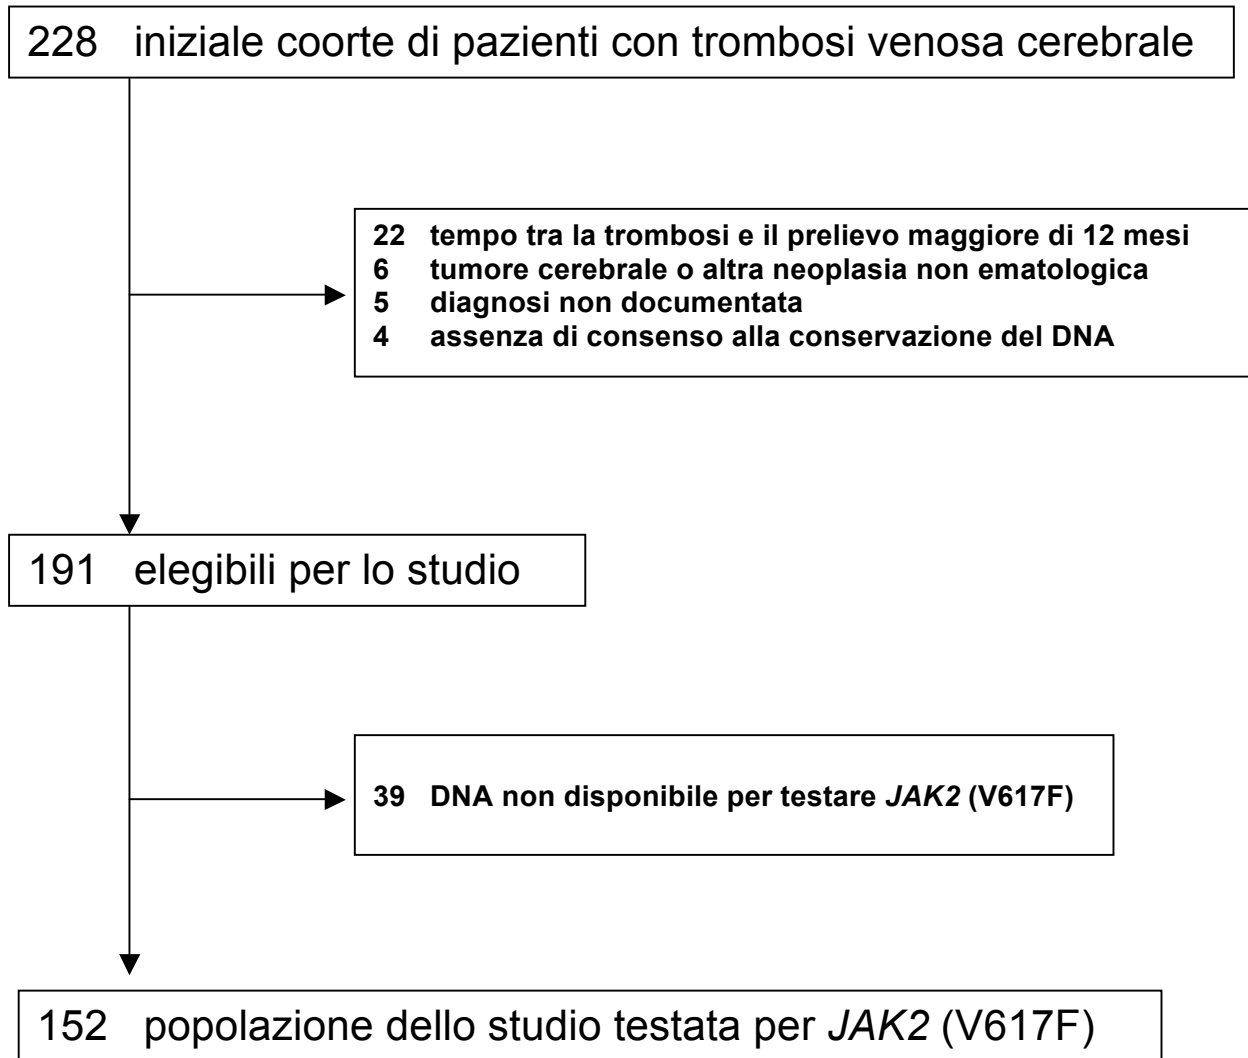 228 iniziale coorte di pazienti con trombosi venosa cerebrale
22 tempo tra la trombosi e il prelievo maggiore di 12 mesi
6 tumore cerebrale o altra neoplasia non ematologica
5 diagnosi non documentata
4 assenza di consenso alla conservazione del DNA
191 elegibili per lo studio
39 DNA non disponibile per testare JAK2 (V617F)
152 popolazione dello studio testata per JAK2 (V617F)